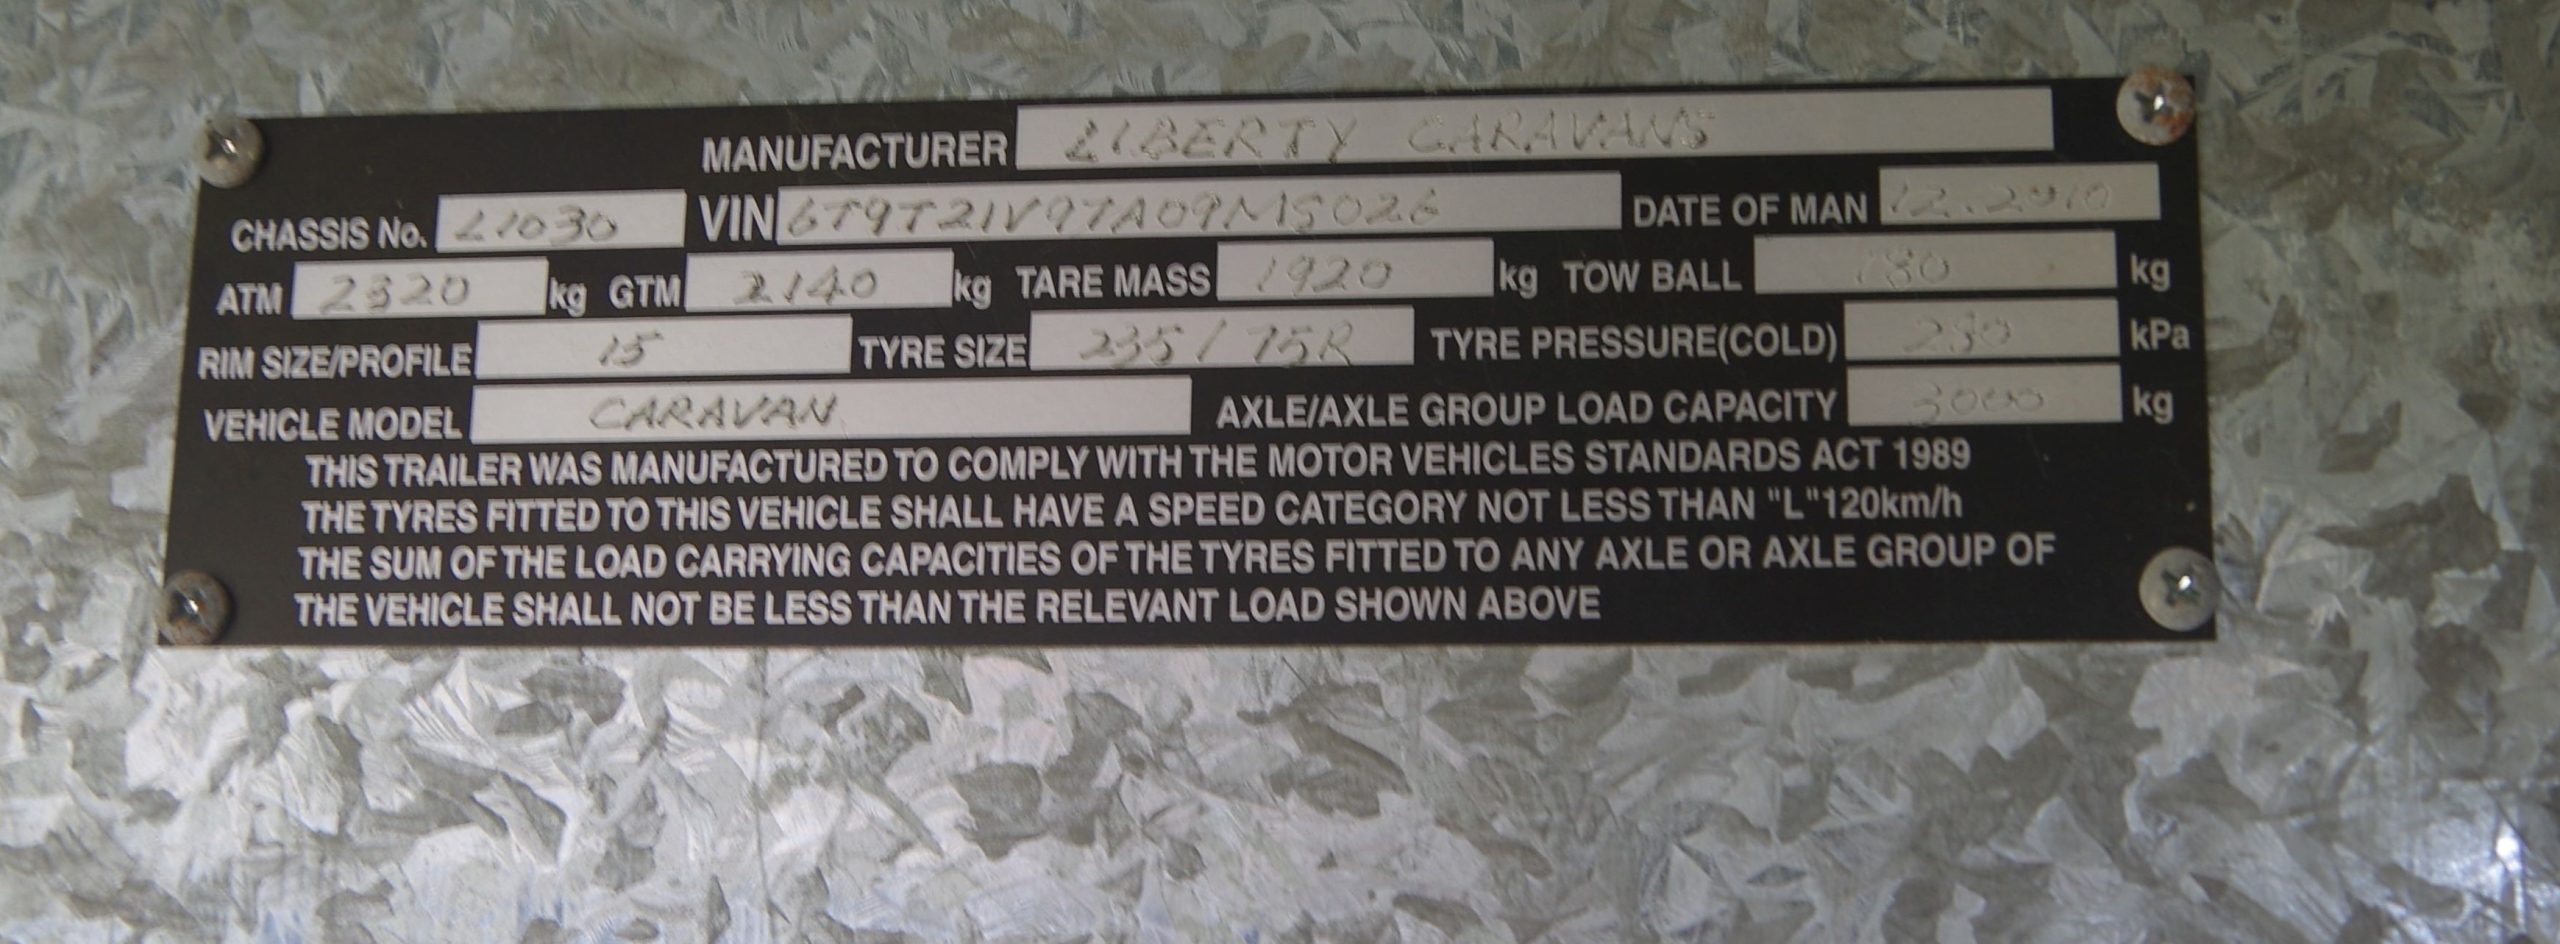 MANUFACTURER LIBERTY CARAVANS
CHASSIS No. L1030 VIN 6T9T21V97A09MS026 DATE OF MAN 12.2010
ATM 2320 kg GTM 2140 kg TARE MASS 1920 kg TOW BALL 180 kg
RIM SIZE/PROFILE 15 TYRE SIZE 235/75R TYRE PRESSURE(COLD) kPa
VEHICLE MODEL CARAVAN AXLE/AXLE GROUP LOAD CAPACITY 3000 kg
THIS TRAILER WAS MANUFACTURED TO COMPLY WITH THE MOTOR VEHICLES STANDARDS ACT 1989
THE TYRES FITTED TO THIS VEHICLE SHALL HAVE A SPEED CATEGORY NOT LESS THAN "L"120km/h
THE SUM OF THE LOAD CARRYING CAPACITIES OF THE TYRES FITTED TO ANY AXLE OR AXLE GROUP OF
THE VEHICLE SHALL NOT BE LESS THAN THE RELEVANT LOAD SHOWN ABOVE